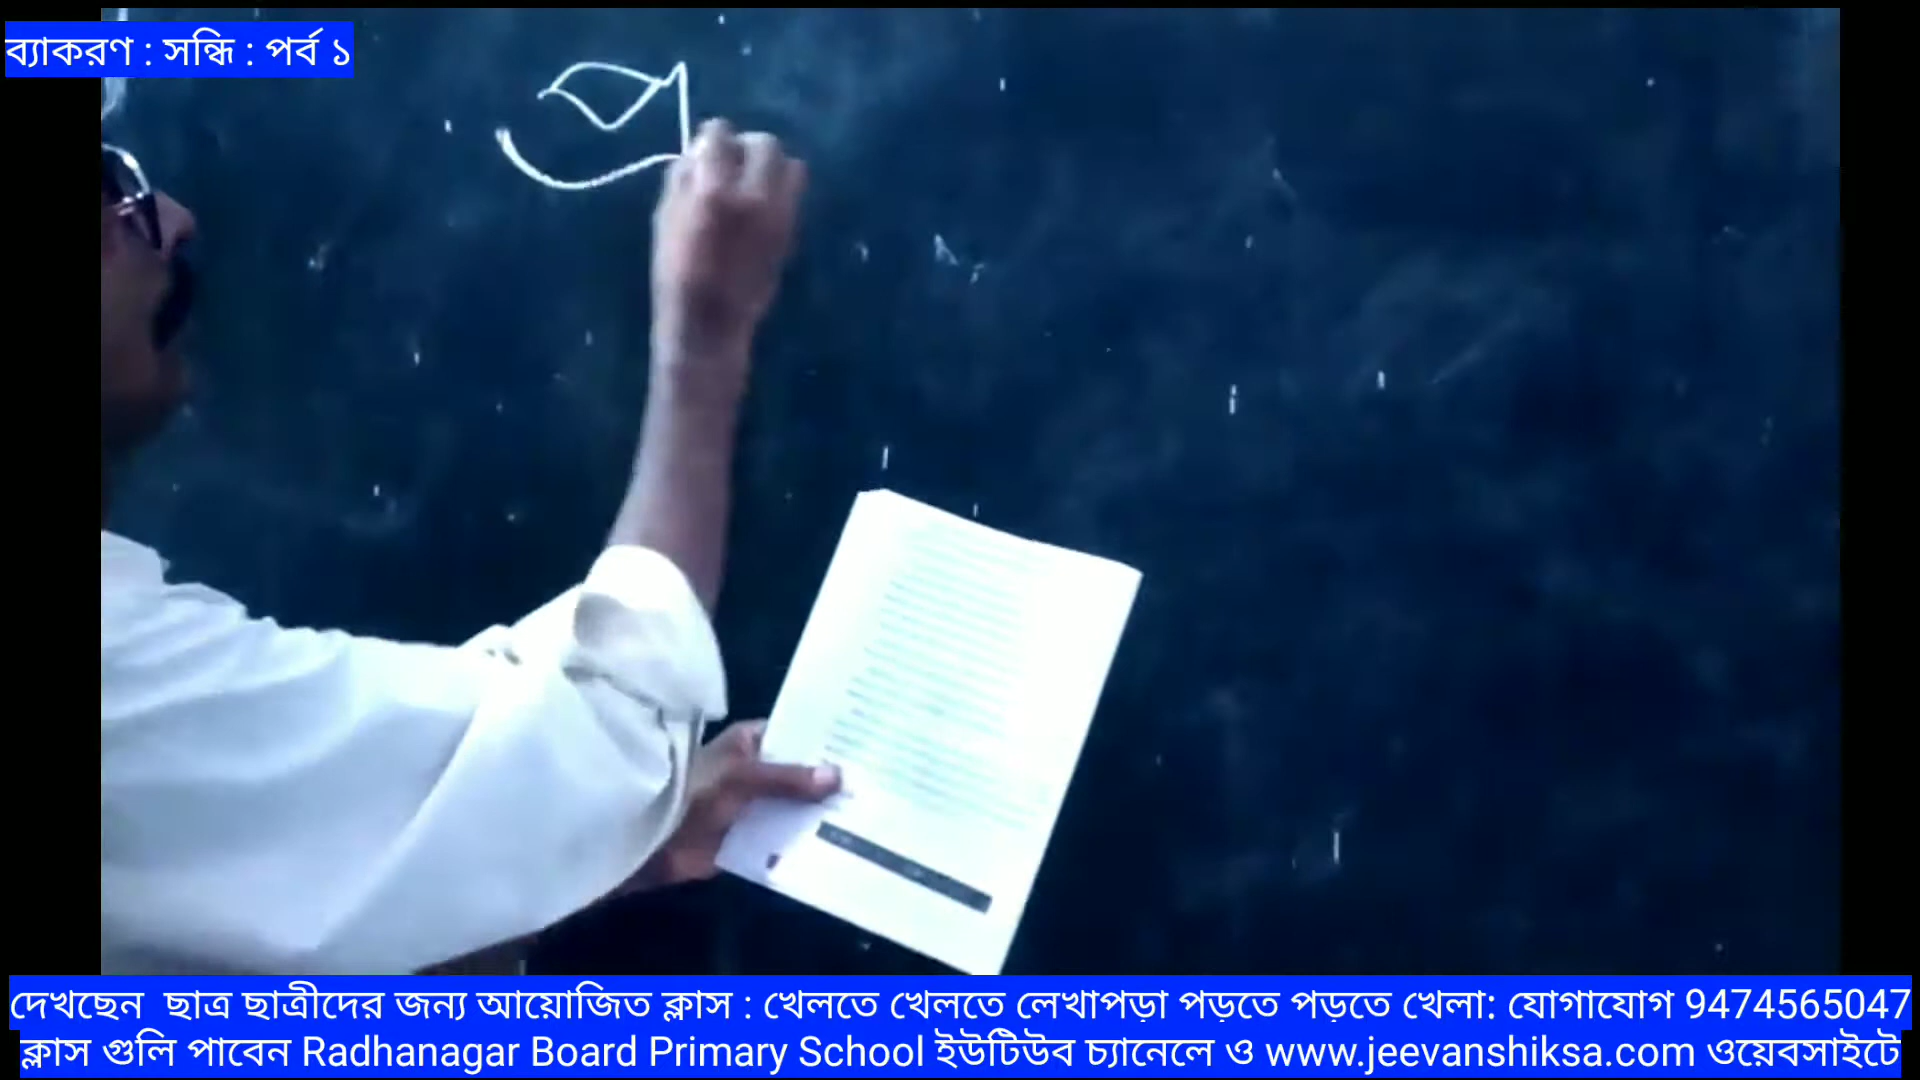 ব্যাকরণ : সন্ধি : পর্ব ১
দেখছেন ছাত্র ছাত্রীদের জন্য আয়োজিত ক্লাস : খেলতে খেলতে লেখাপড়া পড়তে পড়তে খেলা: যোগাযোগ 9474565047
ক্লাস গুলি পাবেন Radhanagar Board Primary School ইউটিউব চ্যানেলে ও www.jeevanshiksa.com ওয়েবসাইটে